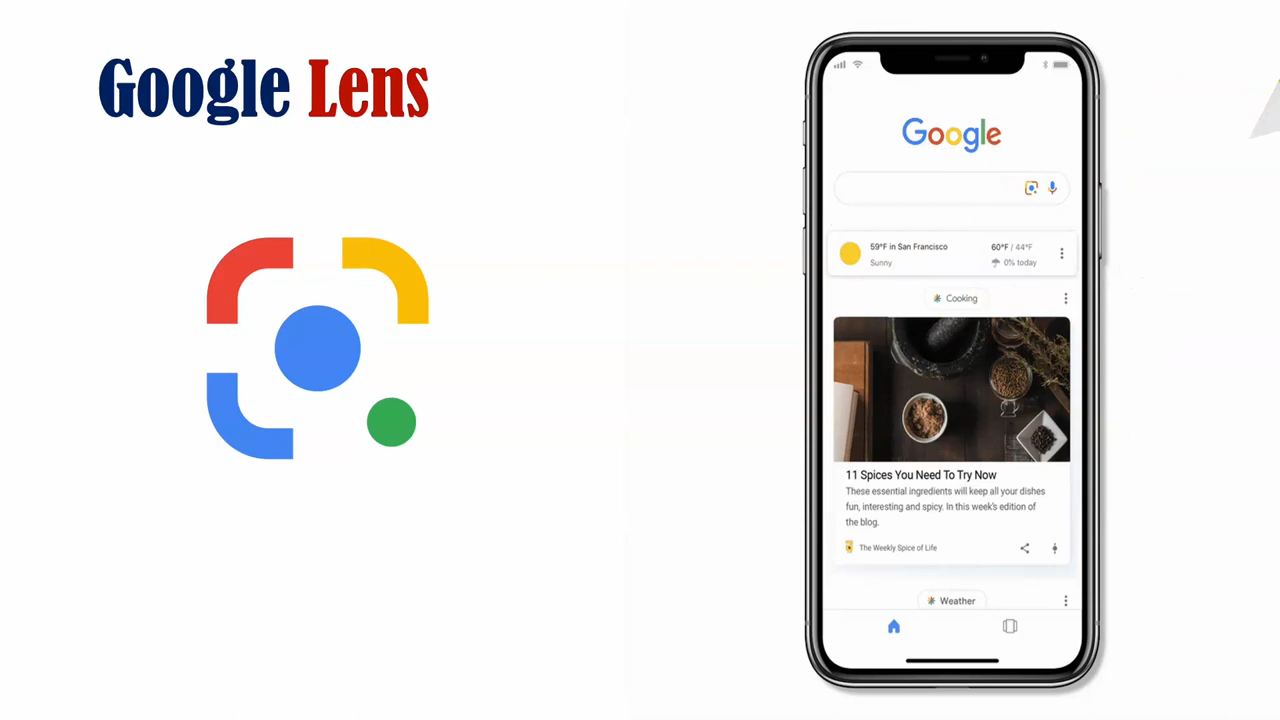 Google Lens
Google
59°F in San Francisco
60°F / 44°F
Sunny
0% today
Cooking
11 Spices You Need To Try Now
These essential ingredients will keep all your dishes
fun, interesting and spicy. In this week's edition of
the blog.
The Weekly Spice of Life
Weather